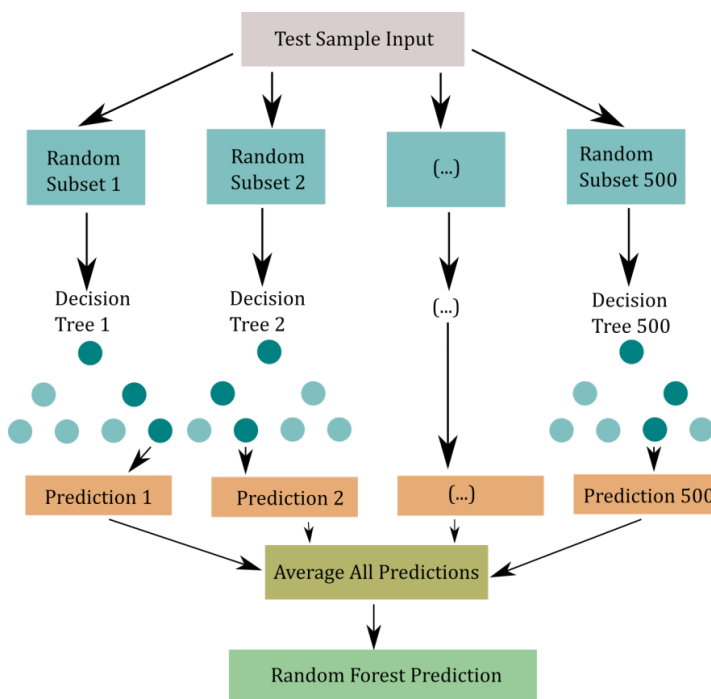 Test Sample Input
Random
Subset 1
Random
Subset 2
(...)
Random
Subset 500
Decision
Tree 1
Decision
Tree 2
(...)
Decision
Tree 500
Prediction 1
Prediction 2
(...)
Prediction 500
Average All Predictions
Random Forest Prediction